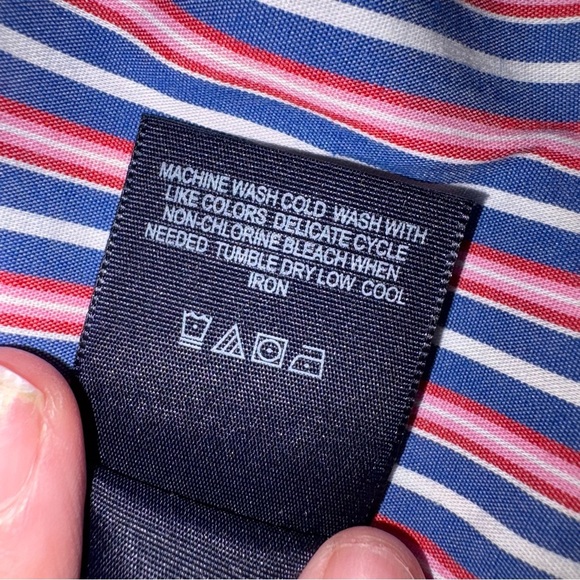 MACHINE WASH COLD WASH WITH
LIKE COLORS DELICATE CYCLE
NON-CHLORINE BLEACH WHEN
NEEDED TUMBLE DRY LOW COOL
IRON